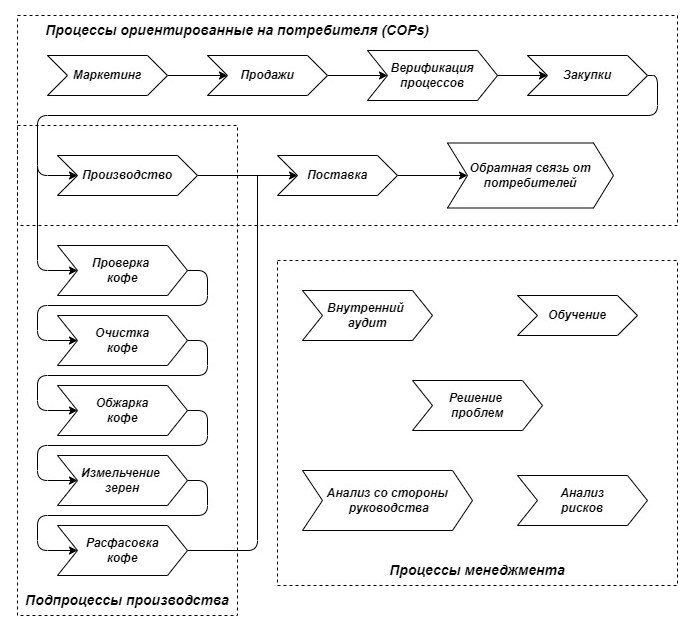 Процессы ориентированные на потребителя (COPs)
Маркетинг
Продажи
Верификация
процессов
Закупки
Производство
Поставка
Обратная связь от
потребителей
Проверка
кофе
Очистка
кофе
Обжарка
кофе
Измельчение
зерен
Расфасовка
кофе
Подпроцессы производства
Внутренний
аудит
Обучение
Решение
проблем
Анализ со стороны
руководства
Анализ
рисков
Процессы менеджмента